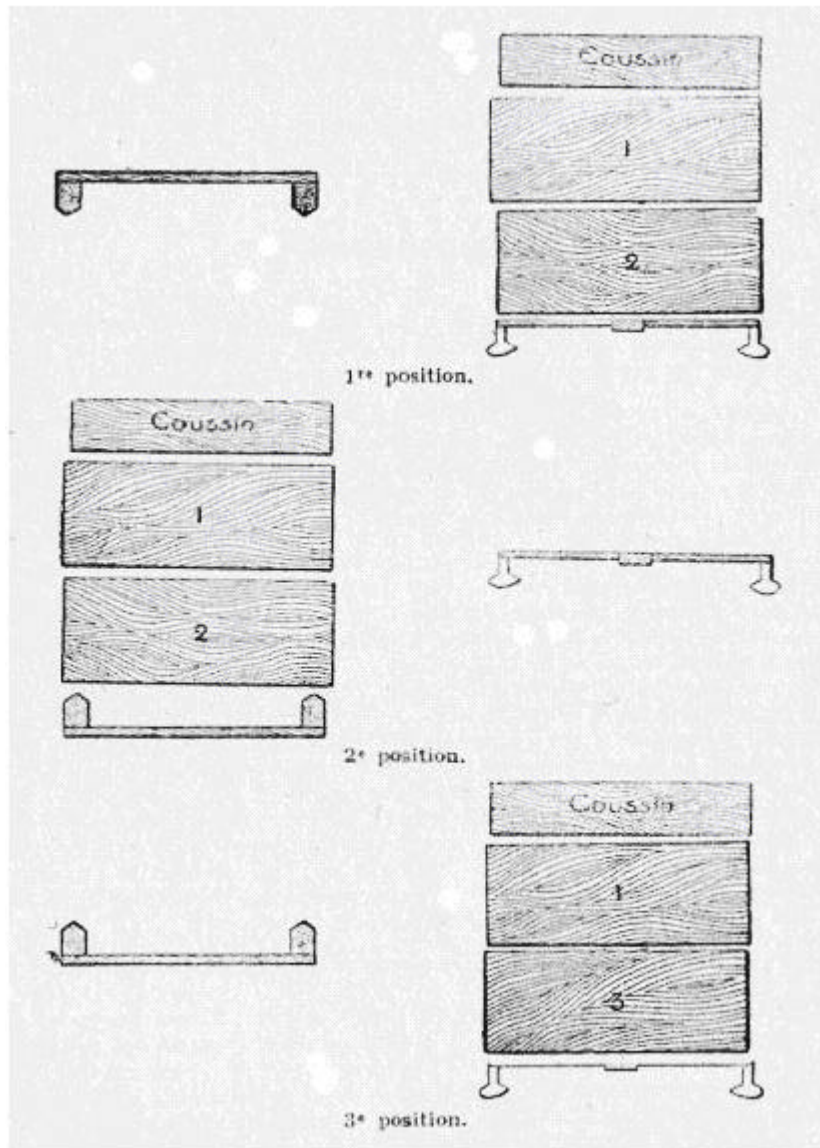 Coussin
1
2
1re position.
Coussin
1
2
2e position.
Coussin
1
3
3e position.